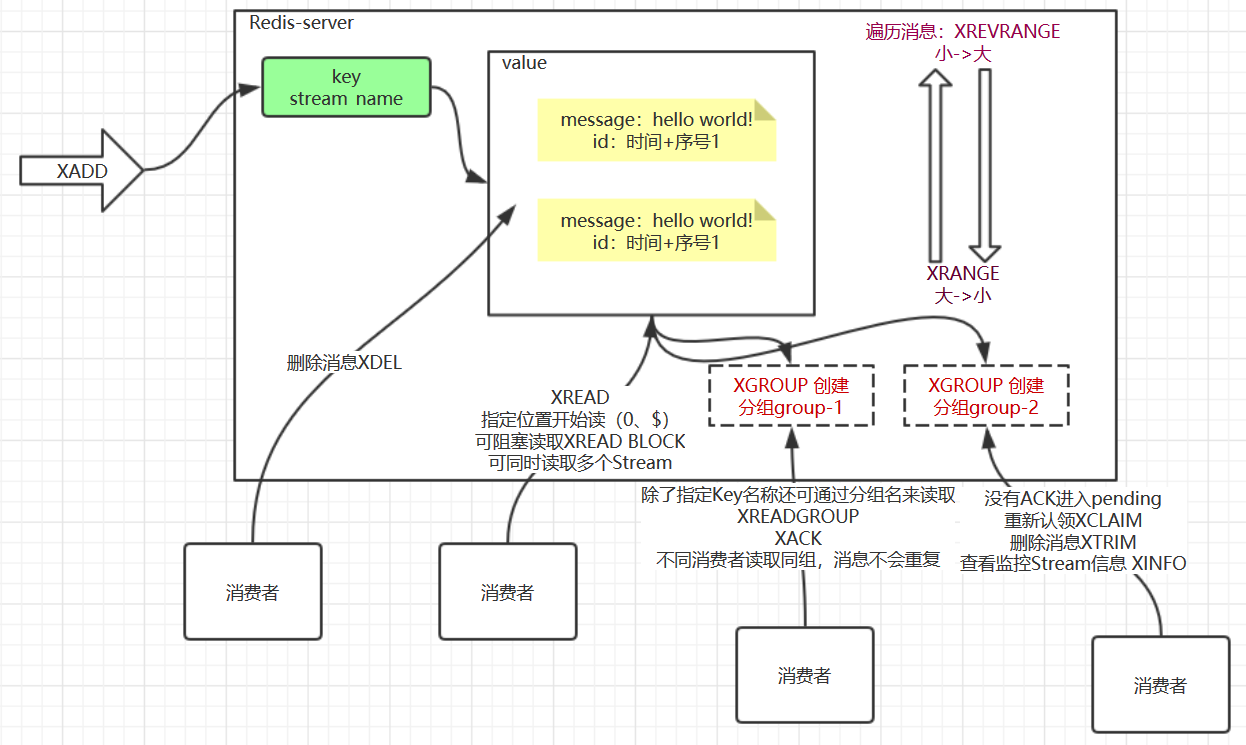 Redis-server
key
stream name
XADD
value
message：hello world!
id：时间+序号1
message：hello world!
id：时间+序号1
遍历消息：XREVRANGE
小->大
XRANGE
大->小
删除消息XDEL
XREAD
指定位置开始读（0、$）
可阻塞读取XREAD BLOCK
可同时读取多个Stream
XGROUP 创建
分组group-1
XGROUP 创建
分组group-2
除了指定Key名称还可通过分组名来读取
XREADGROUP
XACK
不同消费者读取同组，消息不会重复
没有ACK进入pending
重新认领XCLAIM
删除消息XTRIM
查看监控Stream信息 XINFO
消费者
消费者
消费者
消费者